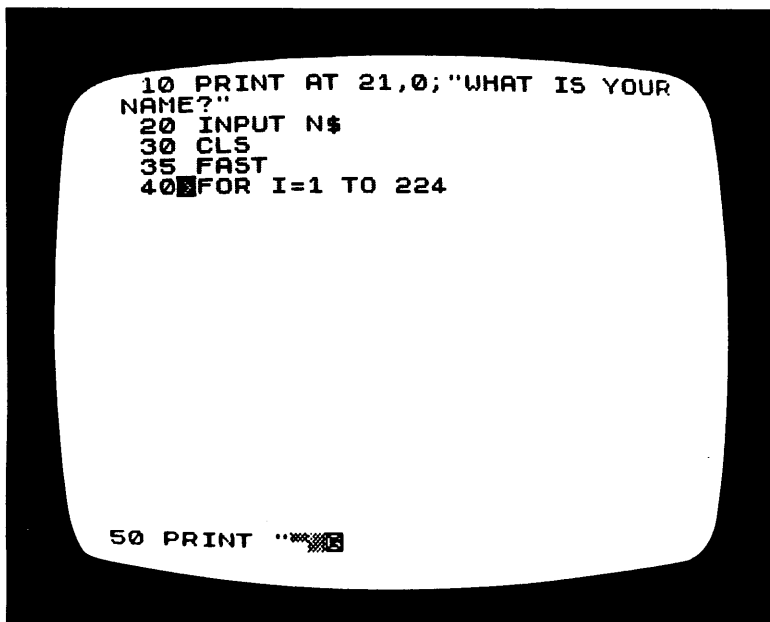 10 PRINT AT 21,0;"WHAT IS YOUR
NAME?"
20 INPUT N$
30 CLS
35 FAST
40>FOR I=1 TO 224
50 PRINT "